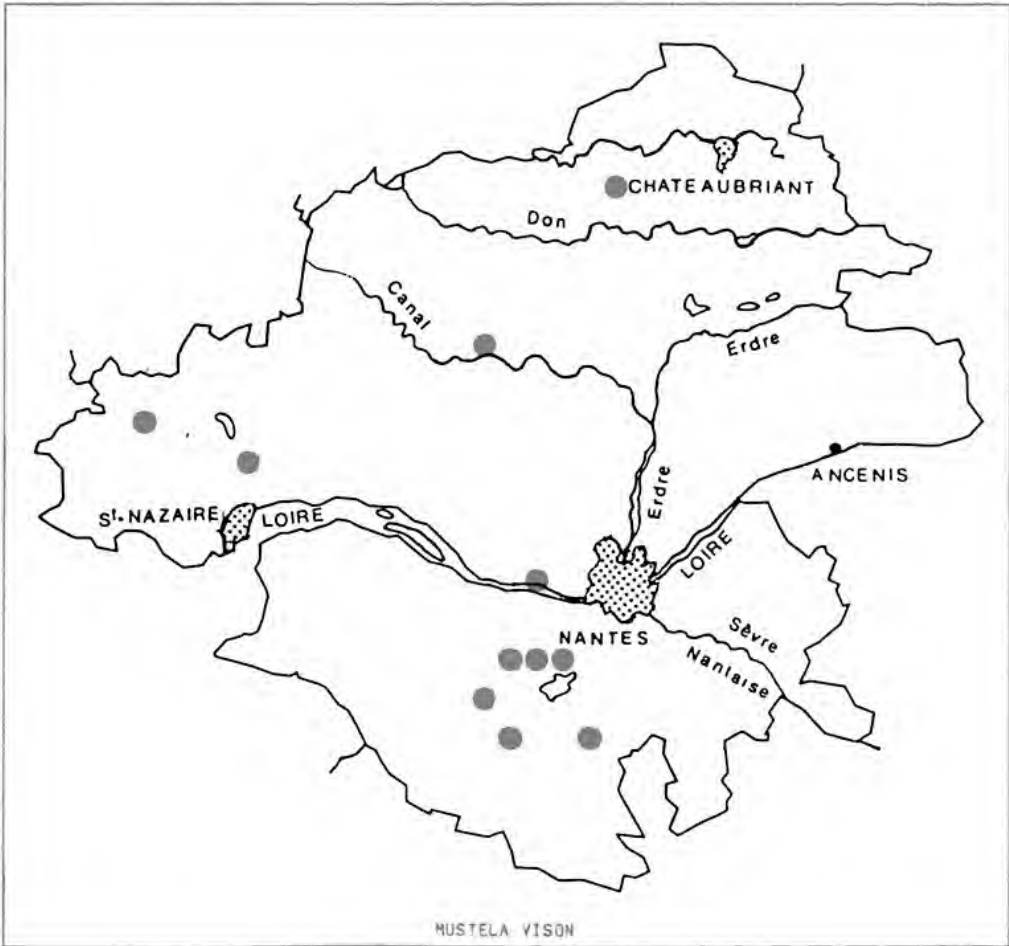 CHATEAUBRIANT
Don
Canal
Erdre
ANCENIS
Erdre
St. NAZAIRE
LOIRE
LOIRE
NANTES
Sèvre
Nantaise
MUSTELA VISON